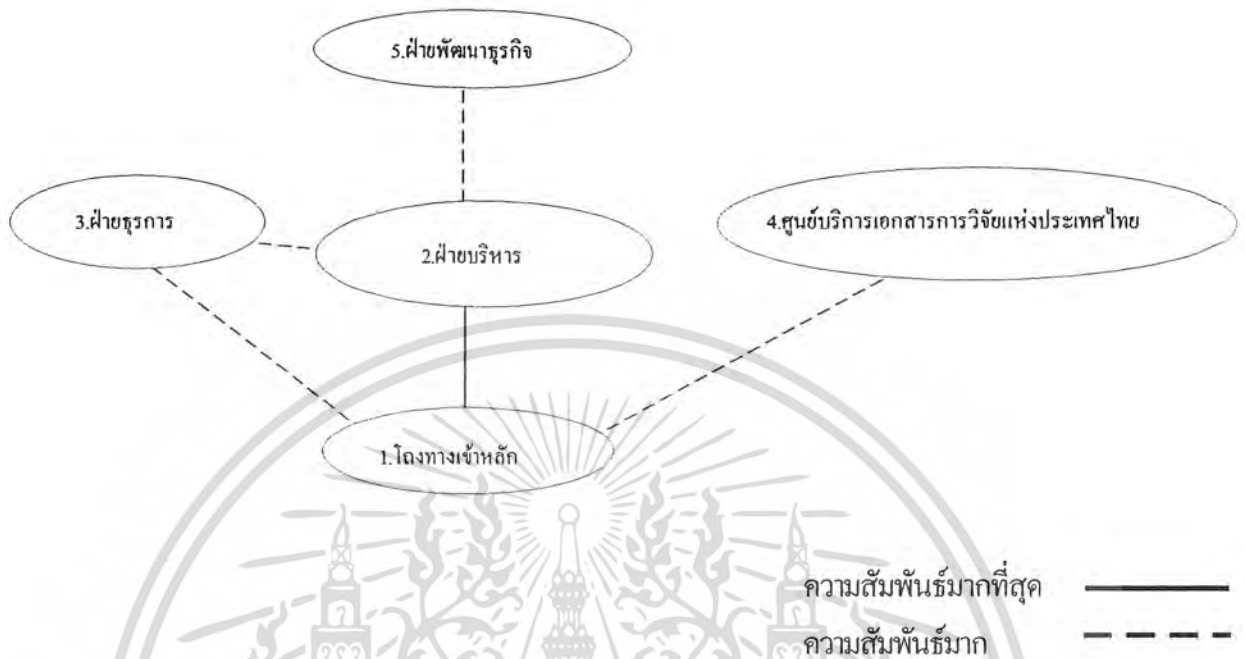 5.ฝ่ายพัฒนาธุรกิจ
3.ฝ่ายธุรการ
4.ศูนย์บริการเอกสารการวิจัยแห่งประเทศไทย
2.ฝ่ายบริหาร
1.โถงทางเข้าหลัก
ความสัมพันธ์มากที่สุด
ความสัมพันธ์มาก